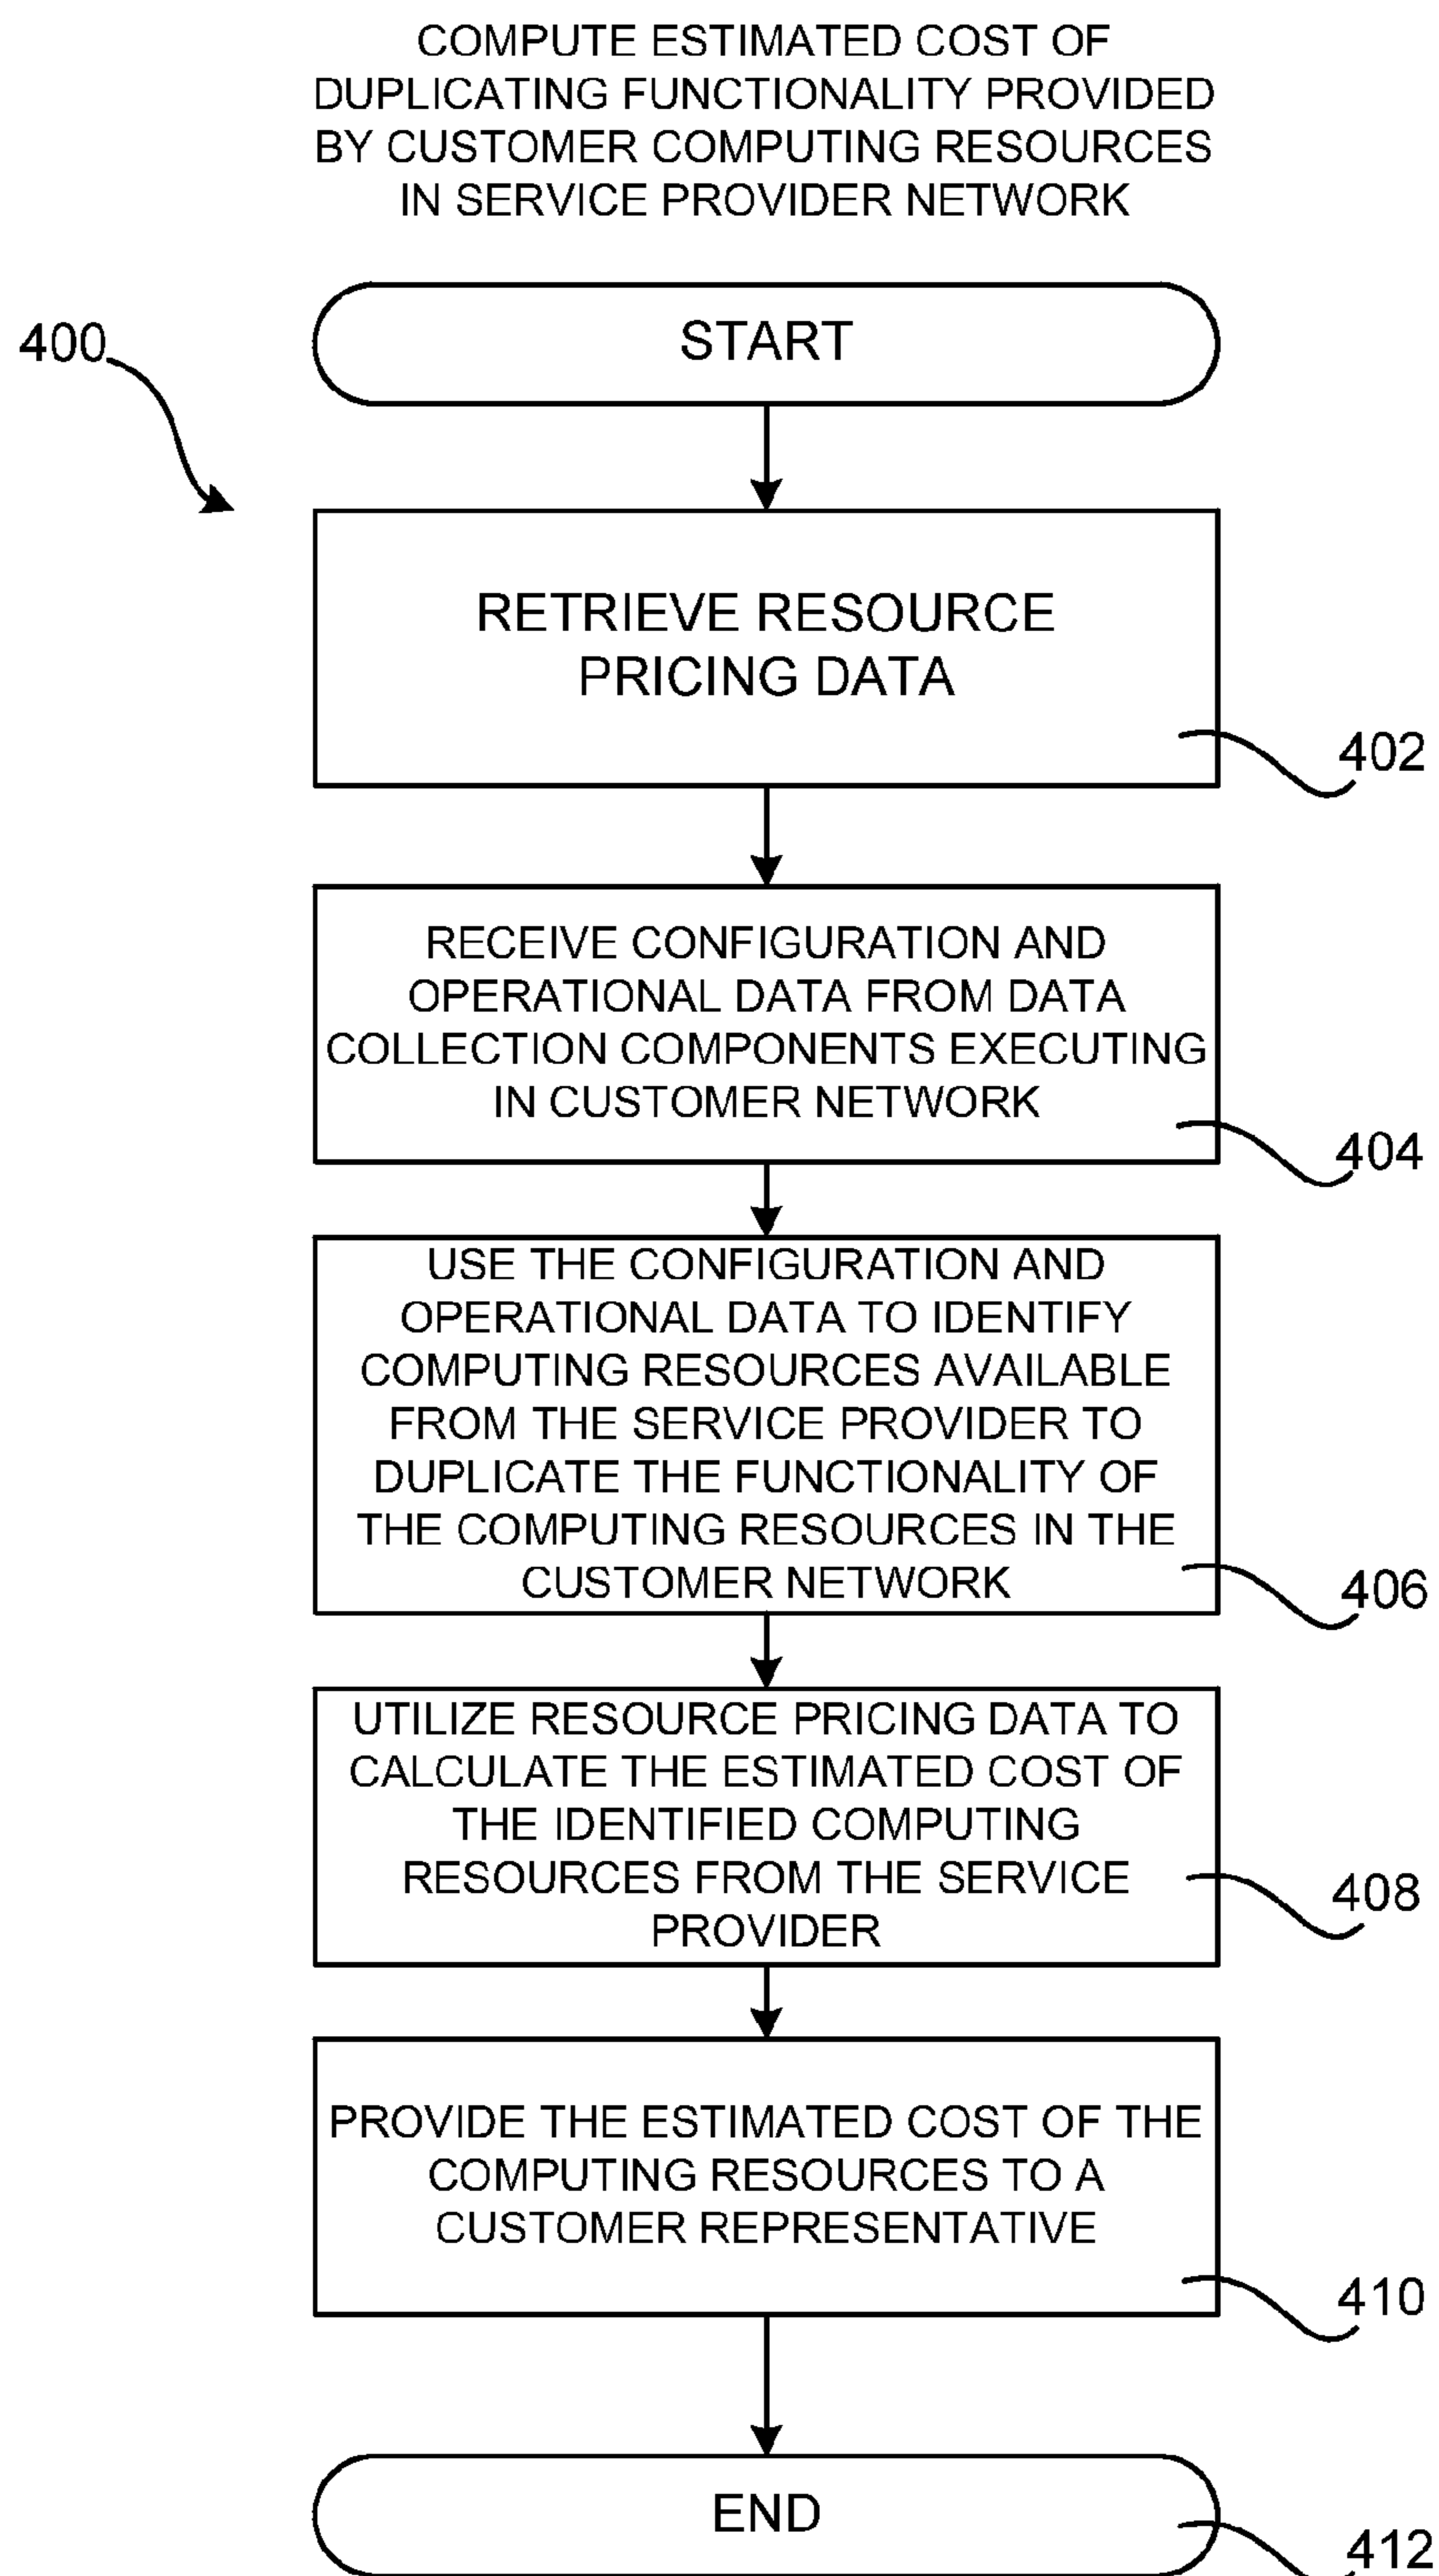 COMPUTE ESTIMATED COST OF
DUPLICATING FUNCTIONALITY PROVIDED
BY CUSTOMER COMPUTING RESOURCES
IN SERVICE PROVIDER NETWORK
START
400
RETRIEVE RESOURCE
PRICING DATA
402
RECEIVE CONFIGURATION AND
OPERATIONAL DATA FROM DATA
COLLECTION COMPONENTS EXECUTING
IN CUSTOMER NETWORK
404
USE THE CONFIGURATION AND
OPERATIONAL DATA TO IDENTIFY
COMPUTING RESOURCES AVAILABLE
FROM THE SERVICE PROVIDER TO
DUPLICATE THE FUNCTIONALITY OF
THE COMPUTING RESOURCES IN THE
CUSTOMER NETWORK
406
UTILIZE RESOURCE PRICING DATA TO
CALCULATE THE ESTIMATED COST OF
THE IDENTIFIED COMPUTING
RESOURCES FROM THE SERVICE
PROVIDER
408
PROVIDE THE ESTIMATED COST OF THE
COMPUTING RESOURCES TO A
CUSTOMER REPRESENTATIVE
410
END
412